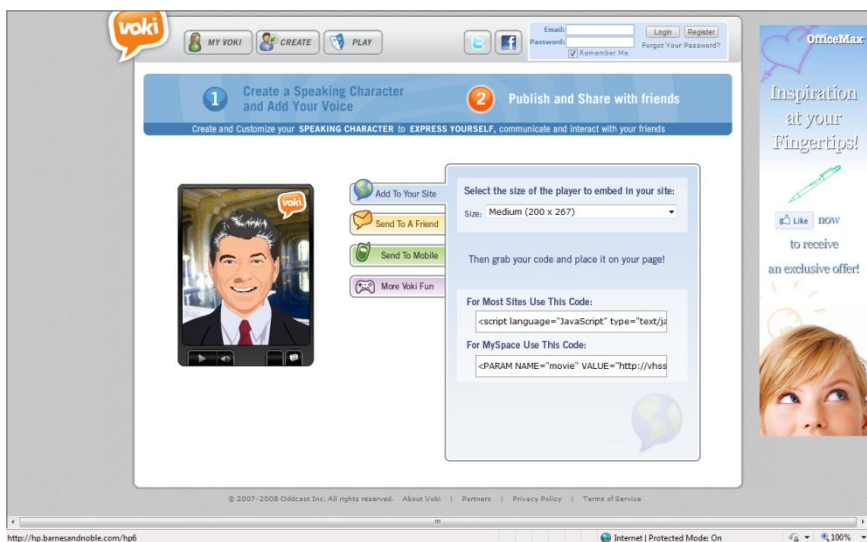 voki
MY VOKI
CREATE
PLAY
Email:
Password:
Remember Me
Login
Register
Forgot Your Password?
1
Create a Speaking Character
and Add Your Voice
2
Publish and Share with friends
Create and Customize your SPEAKING CHARACTER to EXPRESS YOURSELF, communicate and interact with your friends
voki
Add To Your Site
Send To A Friend
Send To Mobile
More Voki Fun
Select the size of the player to embed in your site:
Size: Medium (200 x 267)
Then grab your code and place it on your page!
For Most Sites Use This Code:
<script language="JavaScript" type="text/ja
For MySpace Use This Code:
<PARAM NAME="movie" VALUE="http://vhss
OfficeMax
Inspiration
at your
Fingertips!
Like now
to receive
an exclusive offer!
© 2007-2008 Oddcast Inc. All rights reserved. About Voki | Partners | Privacy Policy | Terms of Service
http://hp.barnesandnoble.com/hp6
Internet | Protected Mode: On
100%